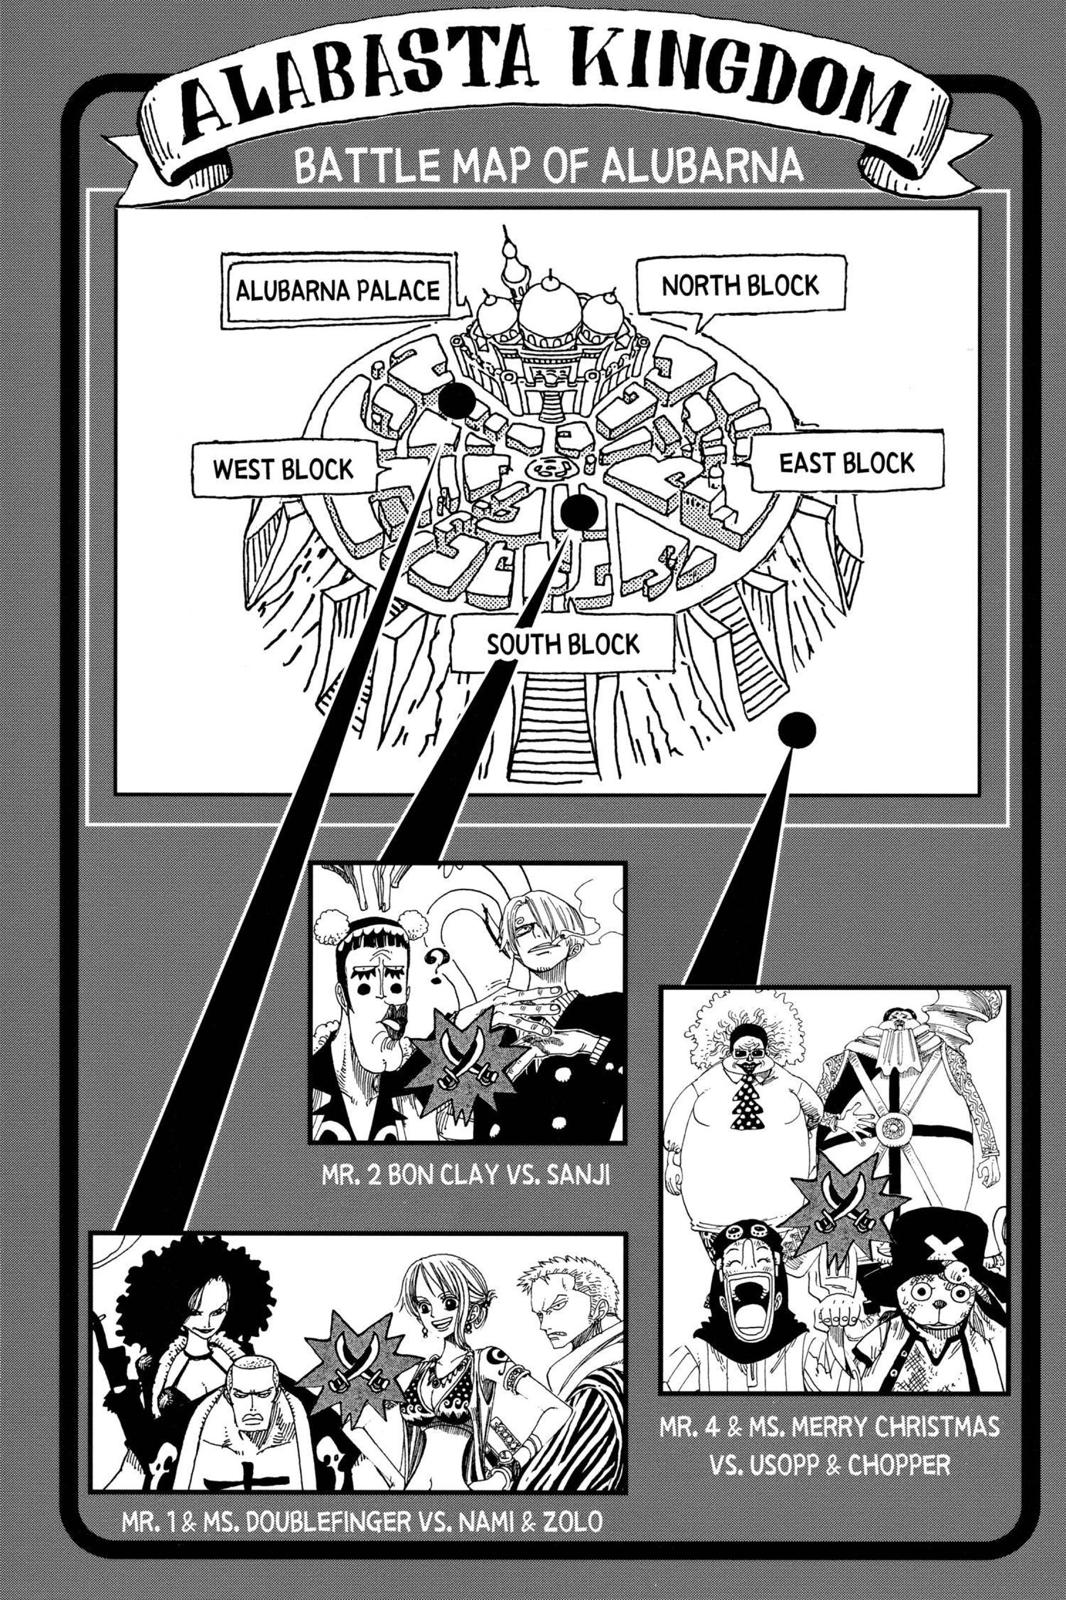 ALABASTA KINGDOM
BATTLE MAP OF ALUBARNA
ALUBARNA PALACE
NORTH BLOCK
WEST BLOCK
EAST BLOCK
SOUTH BLOCK
?
MR. 2 BON CLAY VS. SANJI
MR. 4 & MS. MERRY CHRISTMAS
VS. USOPP & CHOPPER
MR. 1 & MS. DOUBLEFINGER VS. NAMI & ZOLO